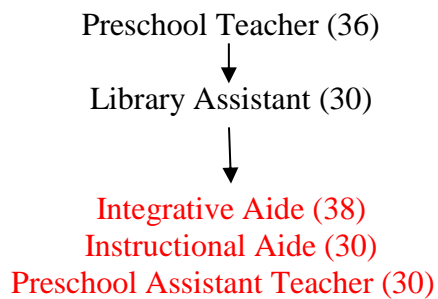 Preschool Teacher (36)
Library Assistant (30)
Integrative Aide (38)
Instructional Aide (30)
Preschool Assistant Teacher (30)